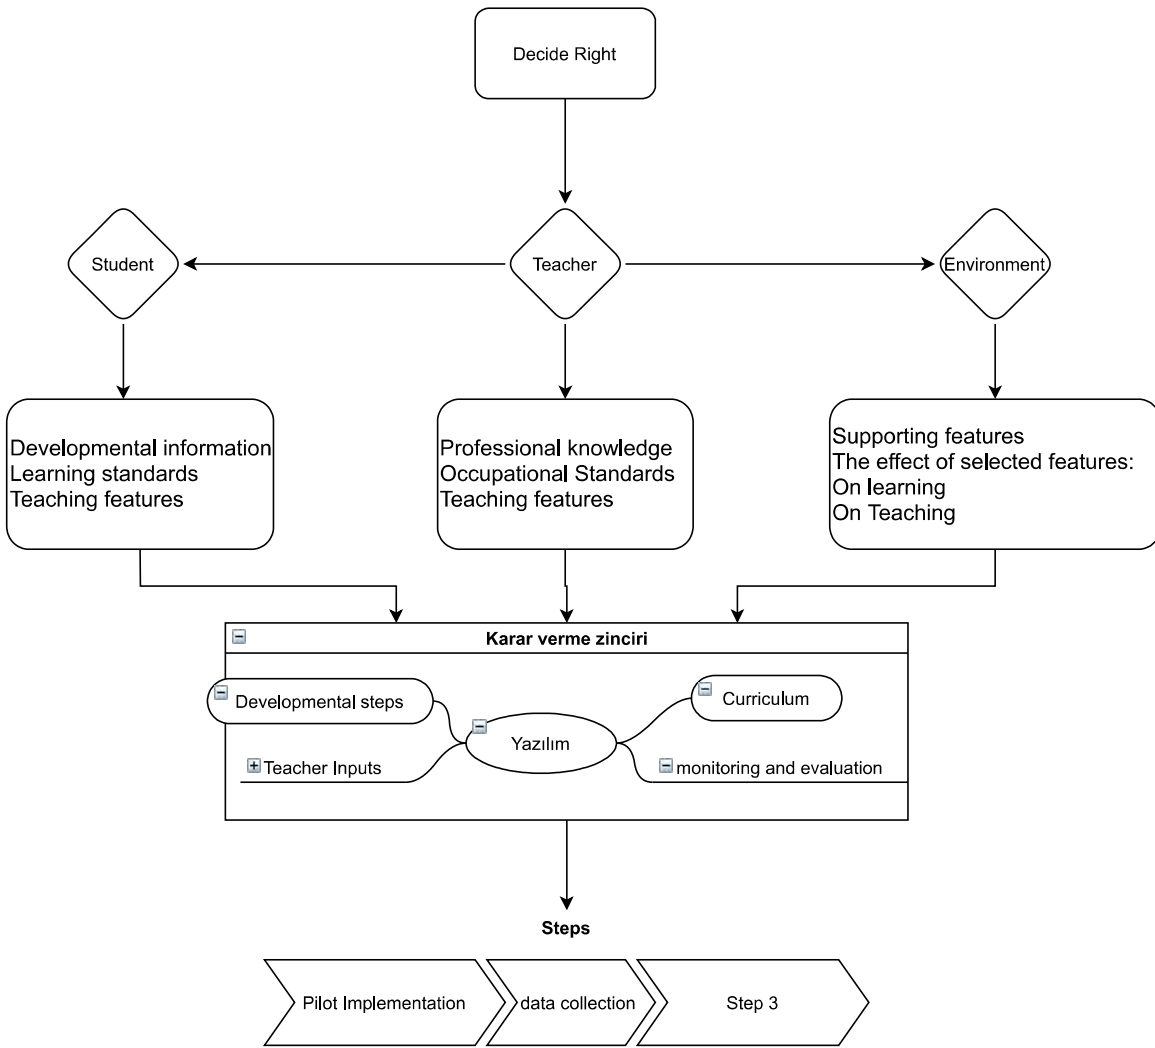 Decide Right
Student
Teacher
Environment
Developmental information
Learning standards
Teaching features
Professional knowledge
Occupational Standards
Teaching features
Supporting features
The effect of selected features:
On learning
On Teaching
Karar verme zinciri
Developmental steps
Curriculum
Yazılım
Teacher Inputs
monitoring and evaluation
Steps
Pilot Implementation
data collection
Step 3